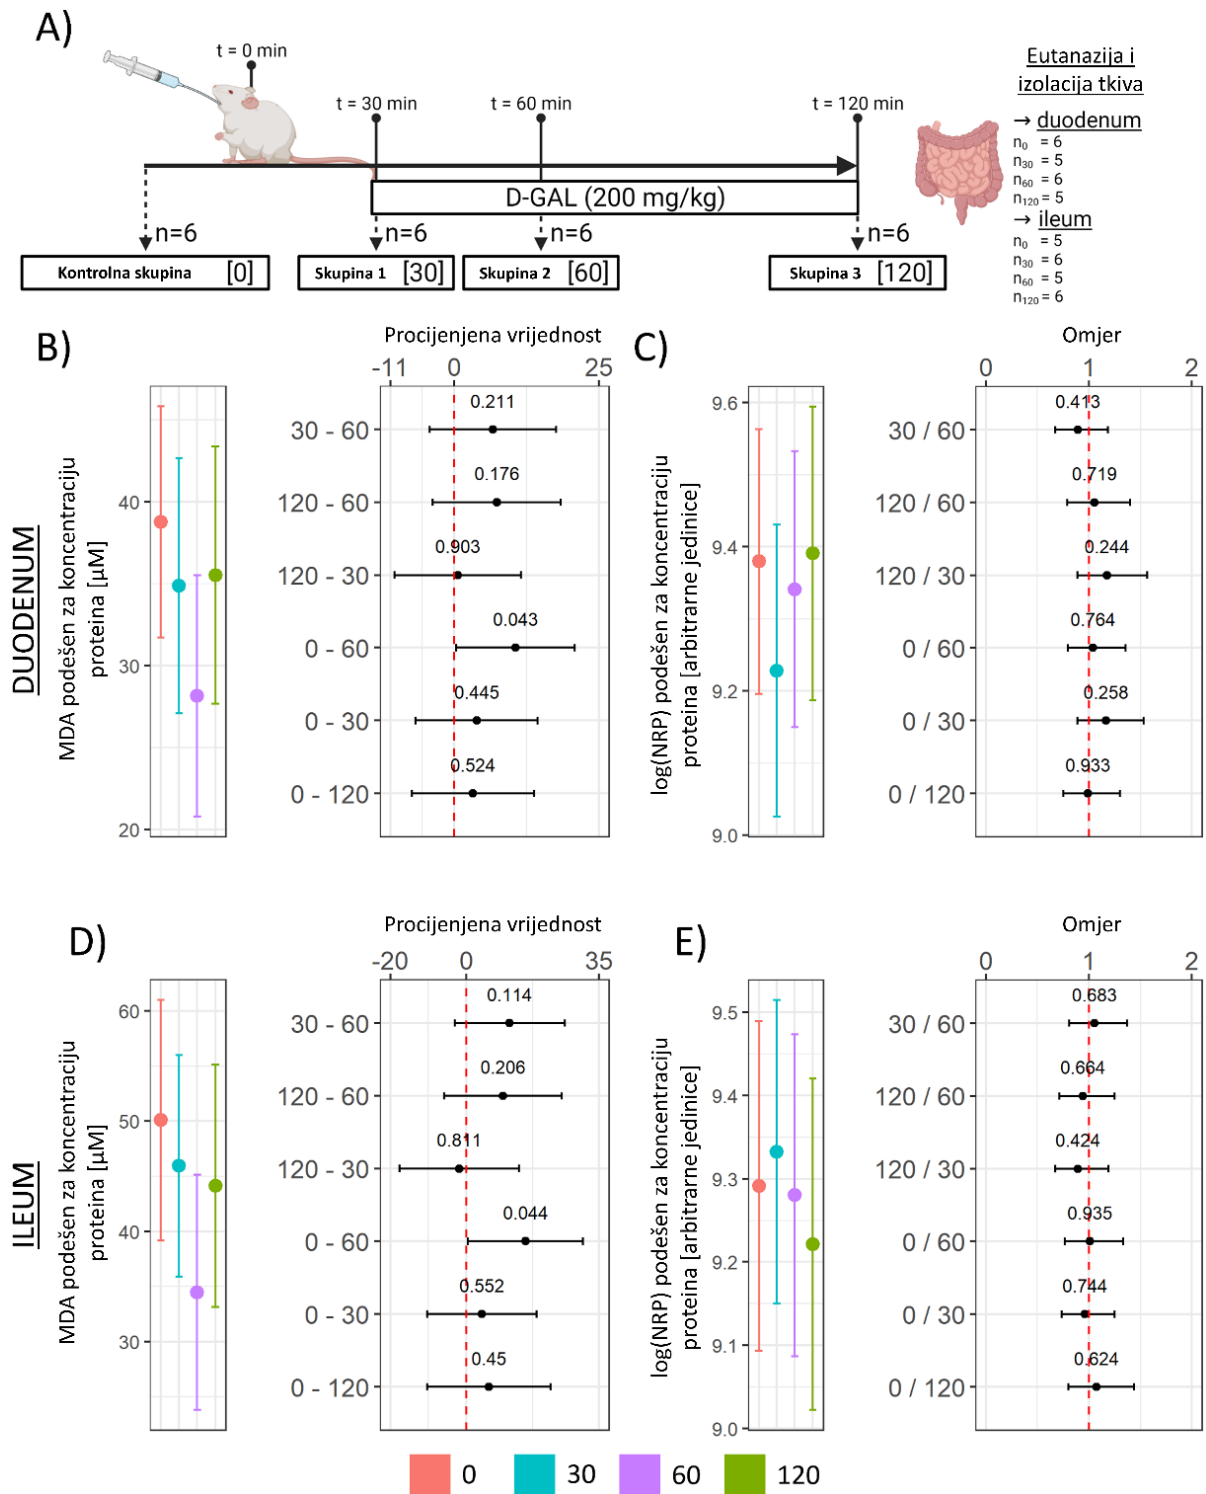 A)
t = 0 min
t = 30 min
t = 60 min
t = 120 min
D-GAL (200 mg/kg)
n=6
n=6
n=6
n=6
Kontrolna skupina [0]
Skupina 1 [30]
Skupina 2 [60]
Skupina 3 [120]
Eutanazija i
izolacija tkiva
→ duodenum
n0 = 6
n30 = 5
n60 = 6
n120 = 5
→ ileum
n0 = 5
n30 = 6
n60 = 5
n120 = 6
DUODENUM
B)
MDA podešen za koncentraciju
proteina [µM]
40
30
20
Procijenjena vrijednost
-11 0 25
30 - 60 0.211
120 - 60 0.176
120 - 30 0.903
0 - 60 0.043
0 - 30 0.445
0 - 120 0.524
C)
log(NRP) podešen za koncentraciju
proteina [arbitrarne jedinice]
9.6
9.4
9.2
9.0
Omjer
0 1 2
30 / 60 0.413
120 / 60 0.719
120 / 30 0.244
0 / 60 0.764
0 / 30 0.258
0 / 120 0.933
ILEUM
D)
MDA podešen za koncentraciju
proteina [µM]
60
50
40
30
Procijenjena vrijednost
-20 0 35
30 - 60 0.114
120 - 60 0.206
120 - 30 0.811
0 - 60 0.044
0 - 30 0.552
0 - 120 0.45
E)
log(NRP) podešen za koncentraciju
proteina [arbitrarne jedinice]
9.5
9.4
9.3
9.2
9.1
9.0
Omjer
0 1 2
30 / 60 0.683
120 / 60 0.664
120 / 30 0.424
0 / 60 0.935
0 / 30 0.744
0 / 120 0.624
0 30 60 120